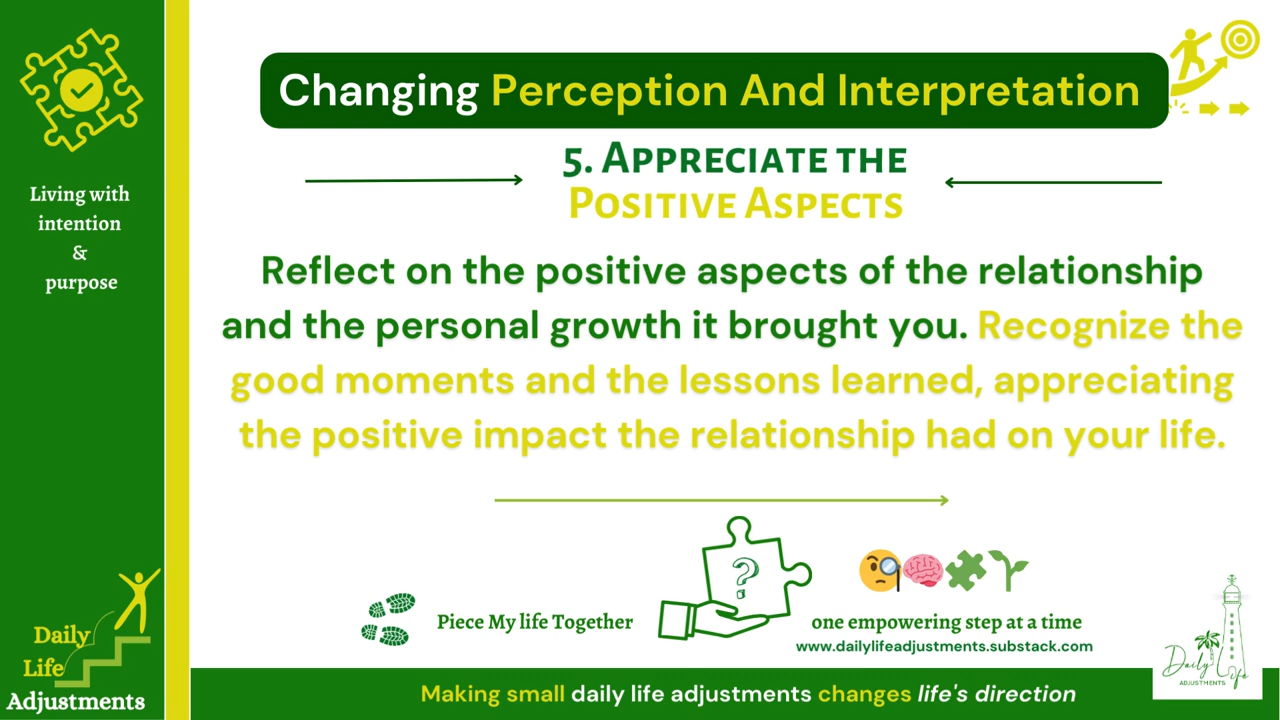 Changing Perception And Interpretation
5. Appreciate the
Positive Aspects
Living with
intention
&
purpose
Reflect on the positive aspects of the relationship
and the personal growth it brought you. Recognize the
good moments and the lessons learned, appreciating
the positive impact the relationship had on your life.
?
Piece My life Together
one empowering step at a time
www.dailylifeadjustments.substack.com
Daily
Life
Adjustments
Making small daily life adjustments changes life's direction
Daily Life
ADJUSTMENTS